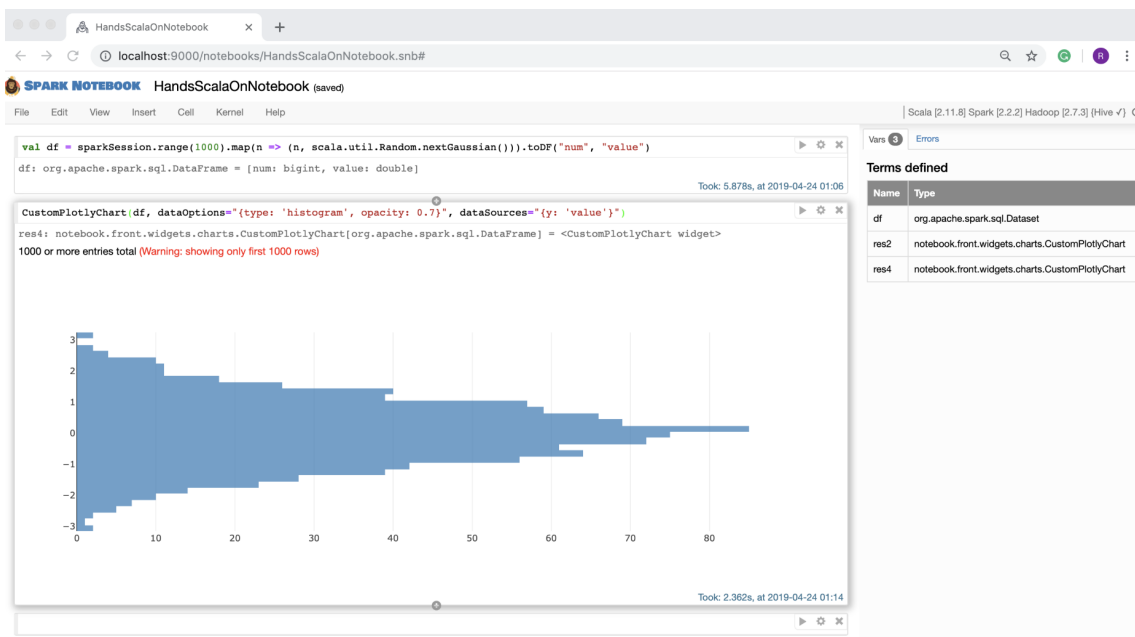 HandsScalaOnNotebook
localhost:9000/notebooks/HandsScalaOnNotebook.snb#
R
SPARK NOTEBOOK HandsScalaOnNotebook (saved)
File Edit View Insert Cell Kernel Help
Scala [2.11.8] Spark [2.2.2] Hadoop [2.7.3] {Hive ✓}
val df = sparkSession.range(1000).map(n => (n, scala.util.Random.nextGaussian())).toDF("num", "value")
df: org.apache.spark.sql.DataFrame = [num: bigint, value: double]
Took: 5.878s, at 2019-04-24 01:06
CustomPlotlyChart(df, dataOptions="{type: 'histogram', opacity: 0.7}", dataSources="{y: 'value'}")
res4: notebook.front.widgets.charts.CustomPlotlyChart[org.apache.spark.sql.DataFrame] = <CustomPlotlyChart widget>
1000 or more entries total (Warning: showing only first 1000 rows)
3
2
1
0
−1
−2
−3
0 10 20 30 40 50 60 70 80
Took: 2.362s, at 2019-04-24 01:14
Vars 3 Errors
Terms defined
Name Type
df org.apache.spark.sql.Dataset
res2 notebook.front.widgets.charts.CustomPlotlyChart
res4 notebook.front.widgets.charts.CustomPlotlyChart